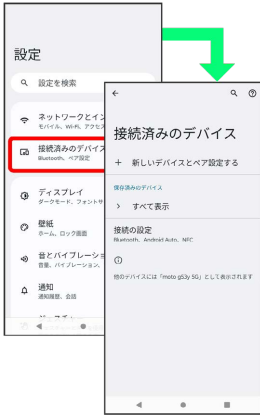 設定
設定を検索
ネットワークとイン
モバイル、Wi-Fi、アクセス
接続済みのデバイス
Bluetooth、ペア設定
ディスプレイ
ダークモード、フォントサ
壁紙
ホーム、ロック画面
音とバイブレーショ
音量、バイブレーション、
通知
通知履歴、会話
接続済みのデバイス
+ 新しいデバイスとペア設定する
保存済みのデバイス
> すべて表示
接続の設定
Bluetooth、Android Auto、NFC
他のデバイスには「moto g53y 5G」として表示されます